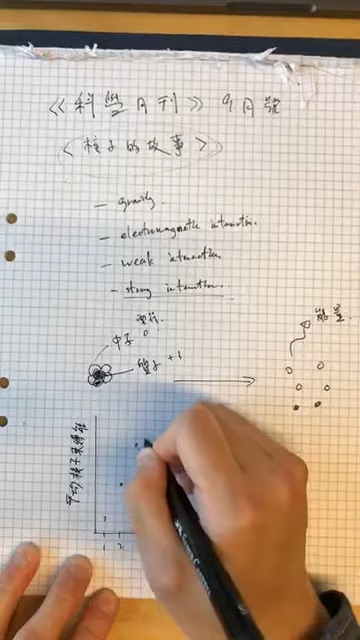 《科學月刊》9月號
〈核子的故事〉
— gravity.
— electromagnetic interaction.
— weak interaction
— strong interaction.
電荷.
0
中子
質子 +1
能量.
平均核子束縛能
1 2